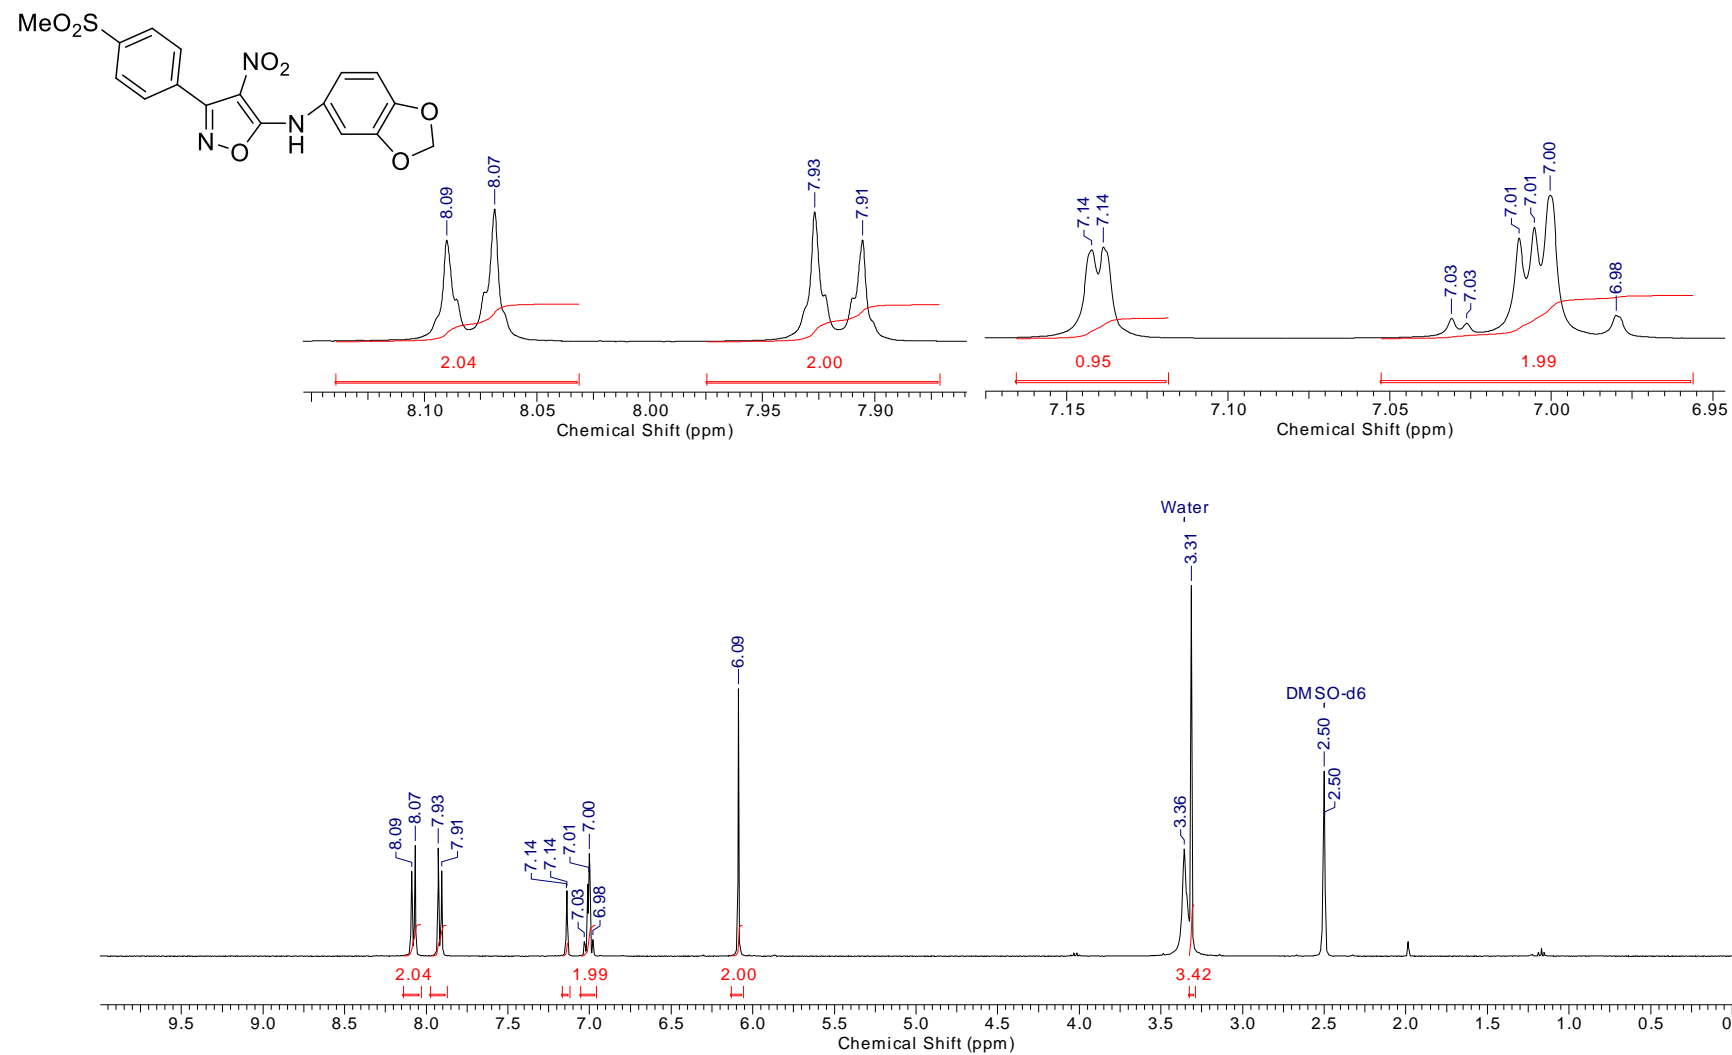 MeO2S
NO2
N
O
N
H
O
O
8.09
8.07
7.93
7.91
7.14
7.14
7.03
7.03
7.01
7.01
7.00
6.98
2.04
2.00
0.95
1.99
8.10 8.05 8.00 7.95 7.90
Chemical Shift (ppm)
7.15 7.10 7.05 7.00 6.95
Chemical Shift (ppm)
Water
3.31
DMSO-d6
2.50
2.50
6.09
3.36
8.09
8.07
7.93
7.91
7.14
7.14
7.03
7.01
7.00
6.98
2.04 1.99 2.00 3.42
9.5 9.0 8.5 8.0 7.5 7.0 6.5 6.0 5.5 5.0 4.5 4.0 3.5 3.0 2.5 2.0 1.5 1.0 0.5 0
Chemical Shift (ppm)